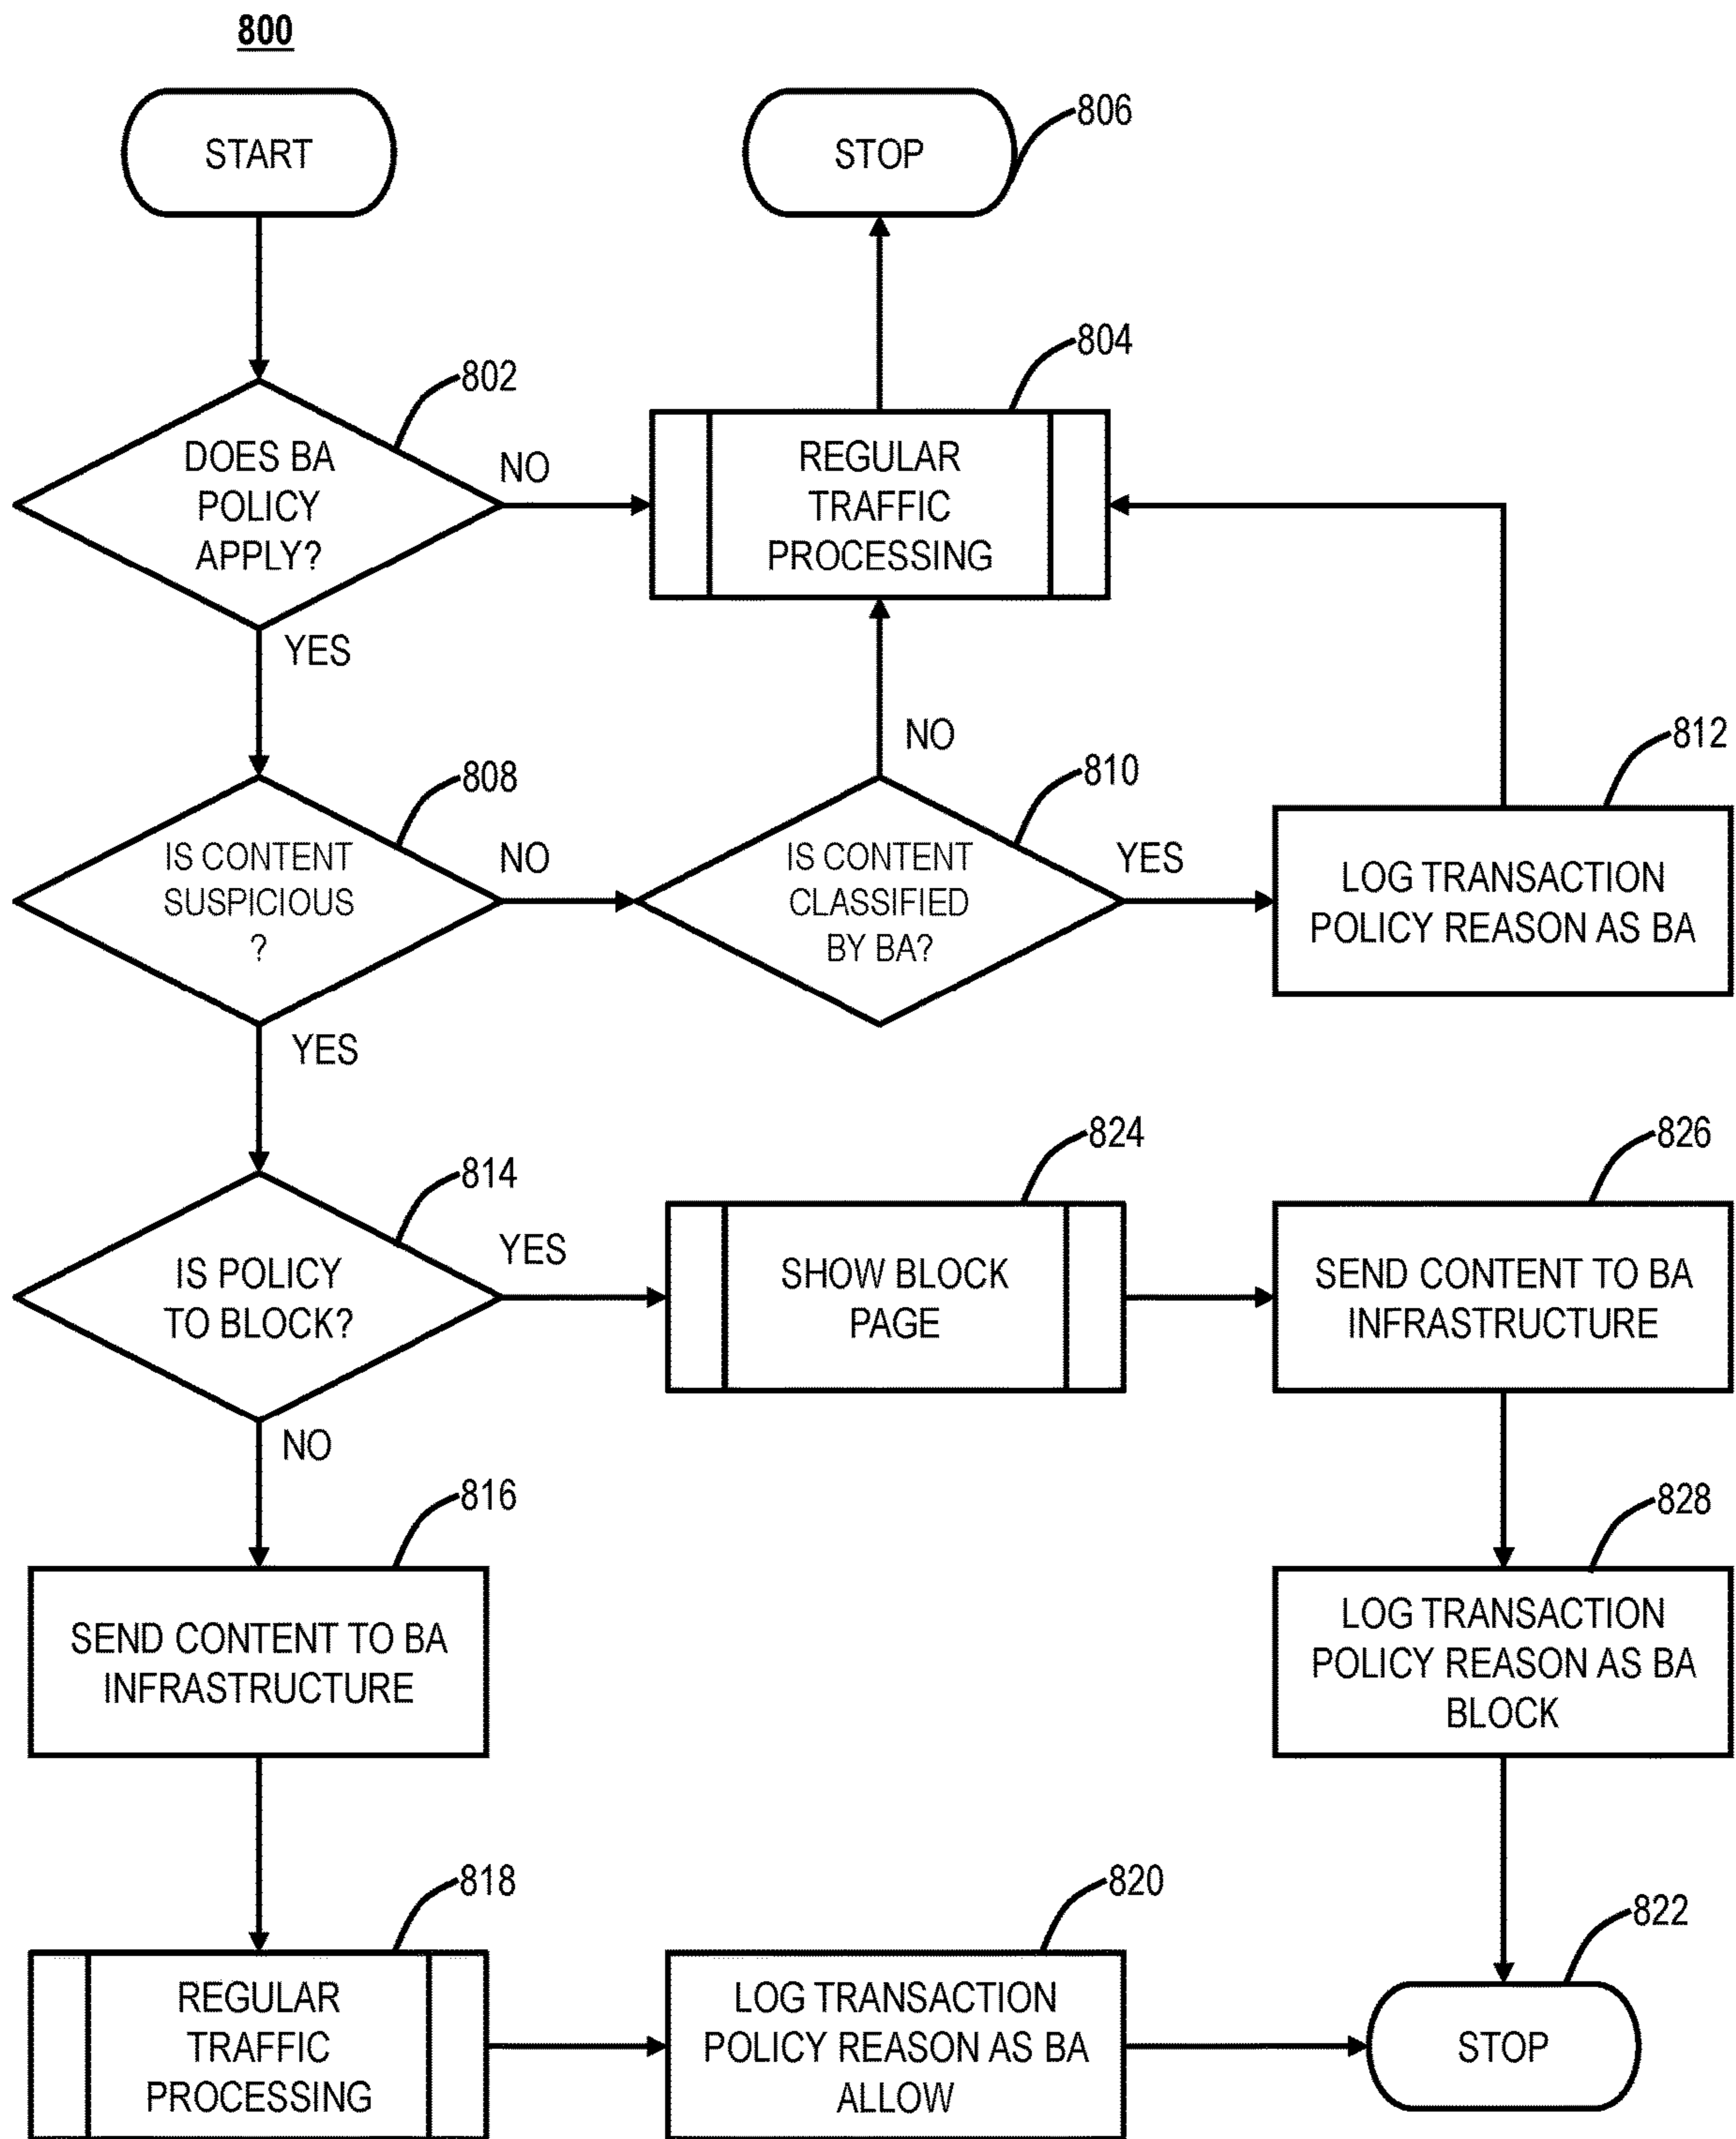 800
START
STOP
806
802
DOES BA
POLICY
APPLY?
NO
804
REGULAR
TRAFFIC
PROCESSING
YES
808
IS CONTENT
SUSPICIOUS
?
NO
NO
810
IS CONTENT
CLASSIFIED
BY BA?
YES
812
LOG TRANSACTION
POLICY REASON AS BA
YES
814
IS POLICY
TO BLOCK?
YES
824
SHOW BLOCK
PAGE
826
SEND CONTENT TO BA
INFRASTRUCTURE
NO
816
SEND CONTENT TO BA
INFRASTRUCTURE
828
LOG TRANSACTION
POLICY REASON AS BA
BLOCK
818
REGULAR
TRAFFIC
PROCESSING
820
LOG TRANSACTION
POLICY REASON AS BA
ALLOW
822
STOP